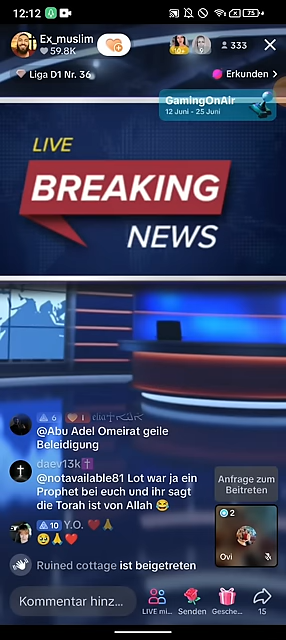 12:12
75
Ex_muslim
59.8K
333
Liga D1 Nr. 36
Erkunden
GamingOnAir
12 Juni - 25 Juni
LIVE
BREAKING
NEWS
6
1
@Abu Adel Omeirat geile
Beleidigung
daev13k
@notavailable81 Lot war ja ein
Prophet bei euch und ihr sagt
die Torah ist von Allah 😂
10 Y.O. ❤️🙏
🥺🙏❤️
Ruined cottage ist beigetreten
Anfrage zum
Beitreten
2
Ovi
Kommentar hinz...
LIVE mi...
Senden
Gesche...
15